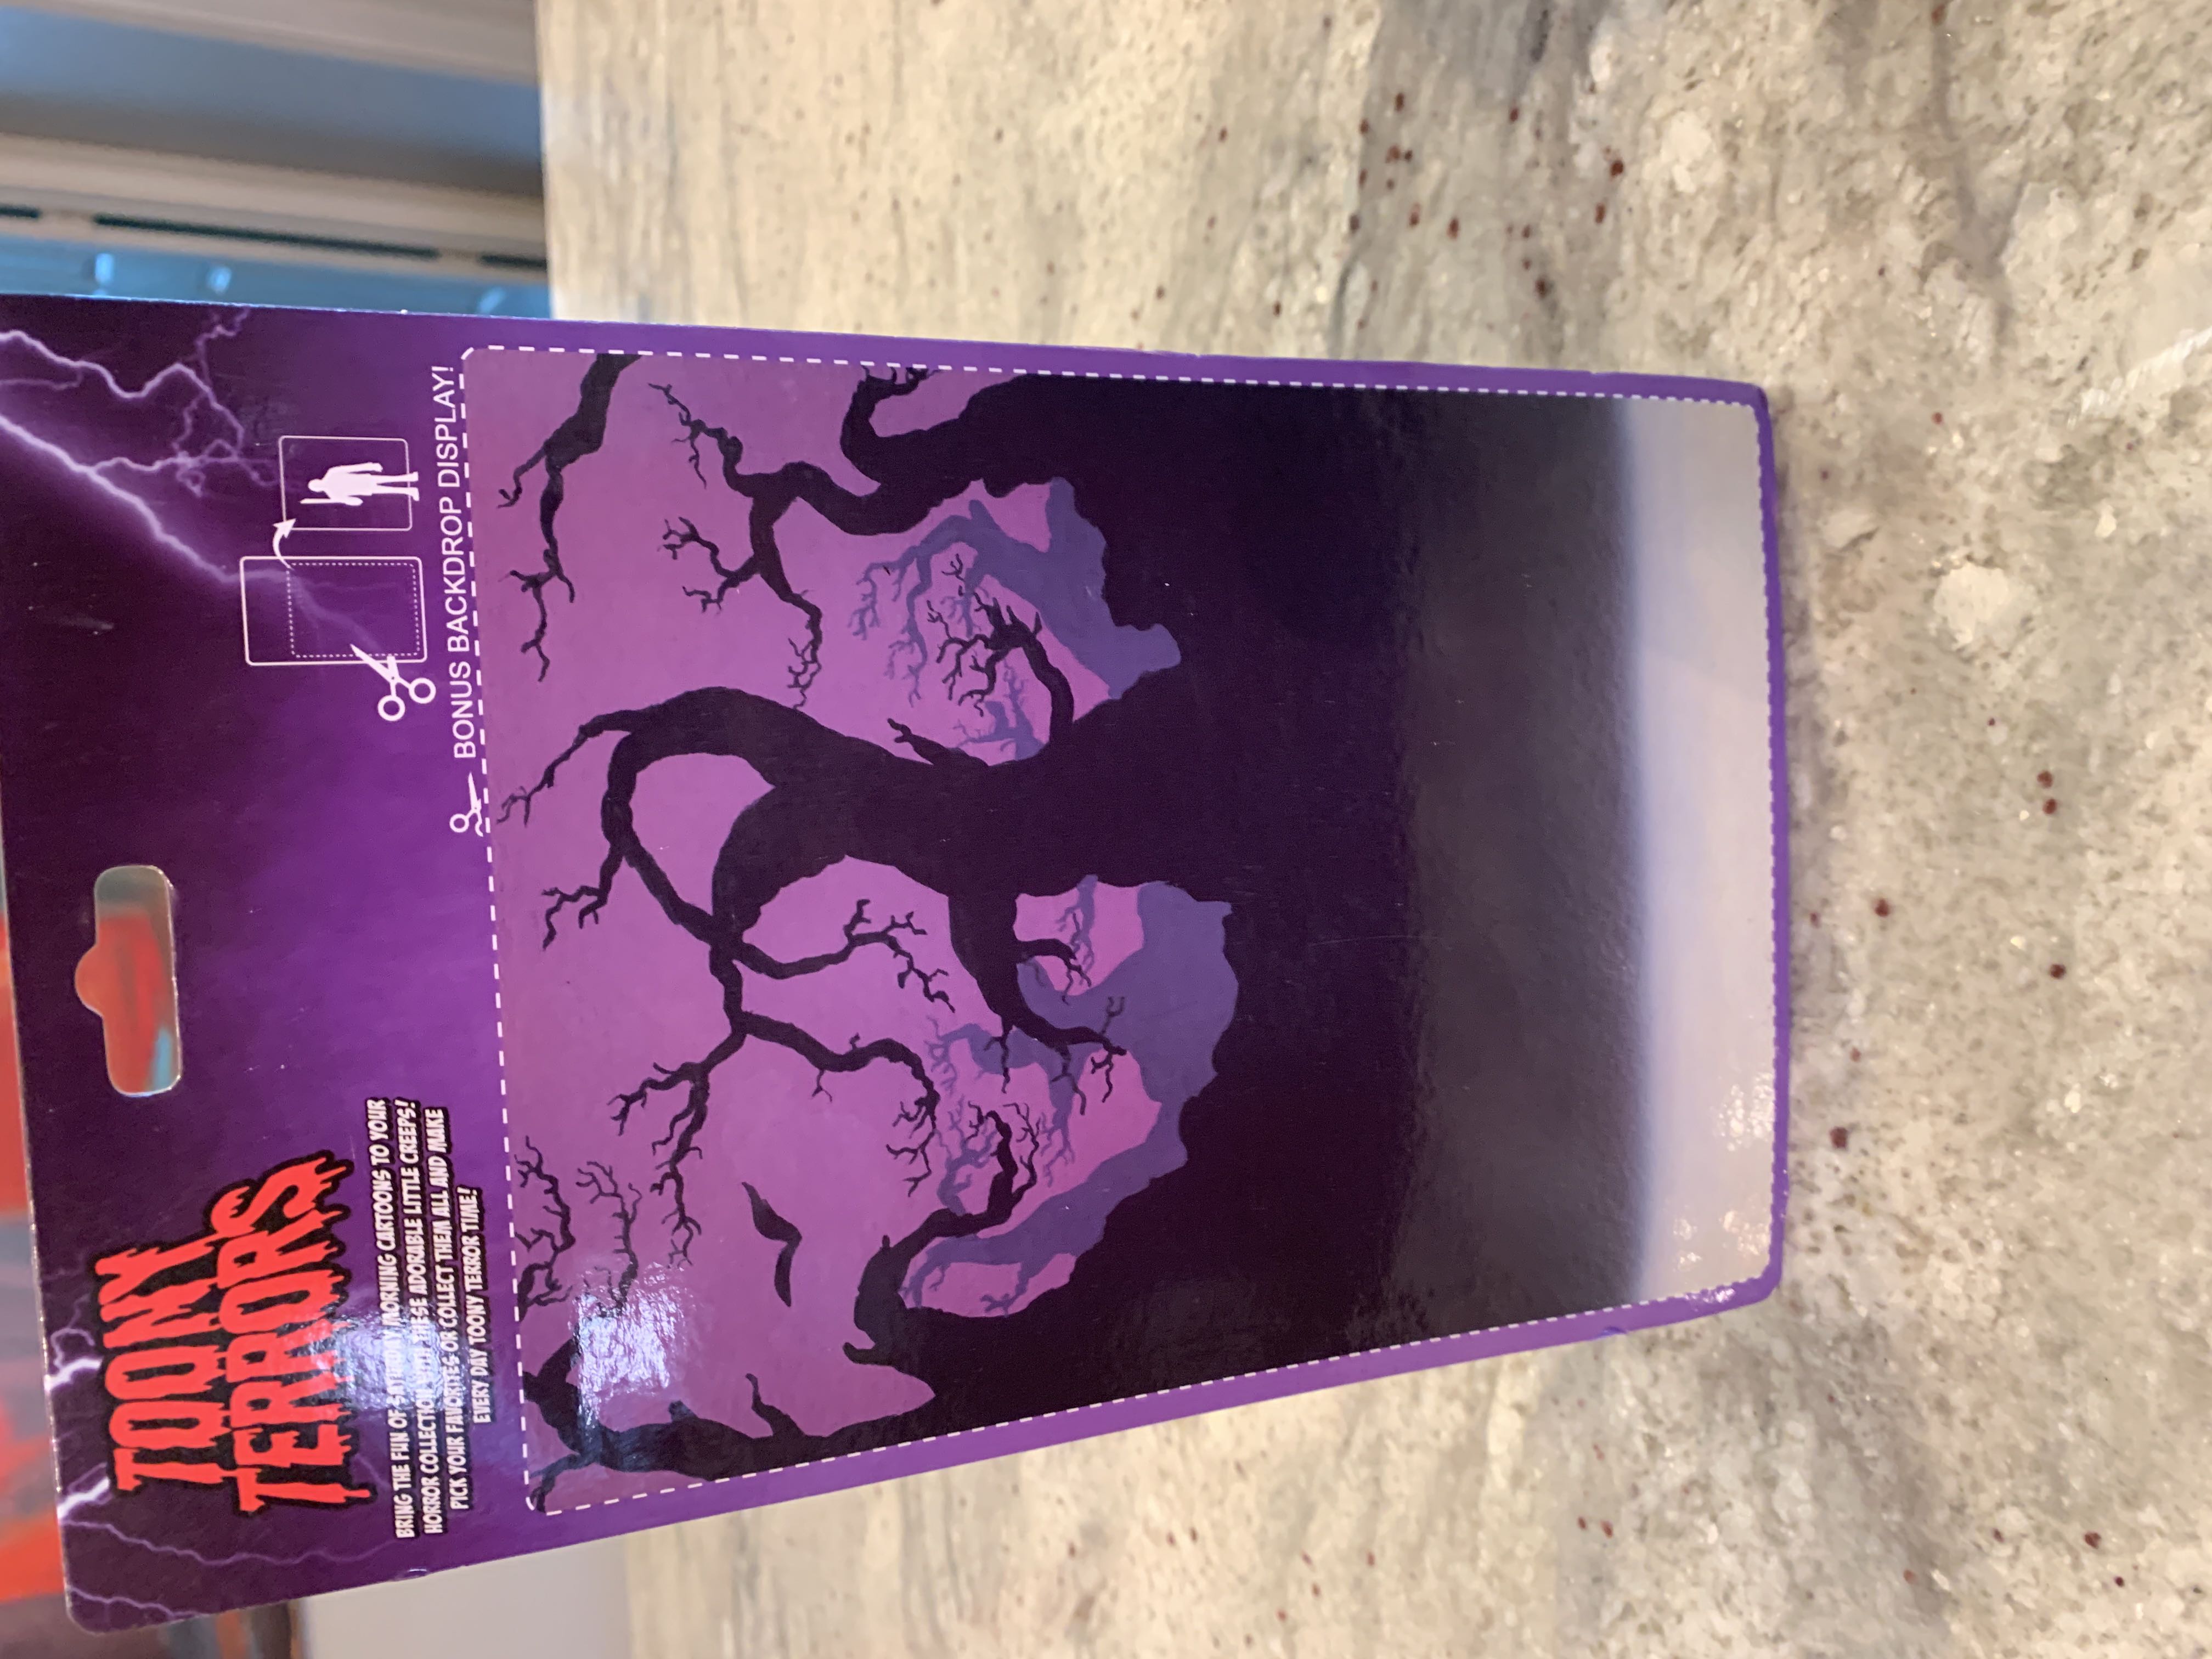 TOONY
TERRORS
BRING THE FUN OF SATURDAY MORNING CARTOONS TO YOUR
HORROR COLLECTION WITH THESE ADORABLE LITTLE CREEPS!
PICK YOUR FAVORITES OR COLLECT THEM ALL AND MAKE
EVERY DAY TOONY TERROR TIME!
BONUS BACKDROP DISPLAY!